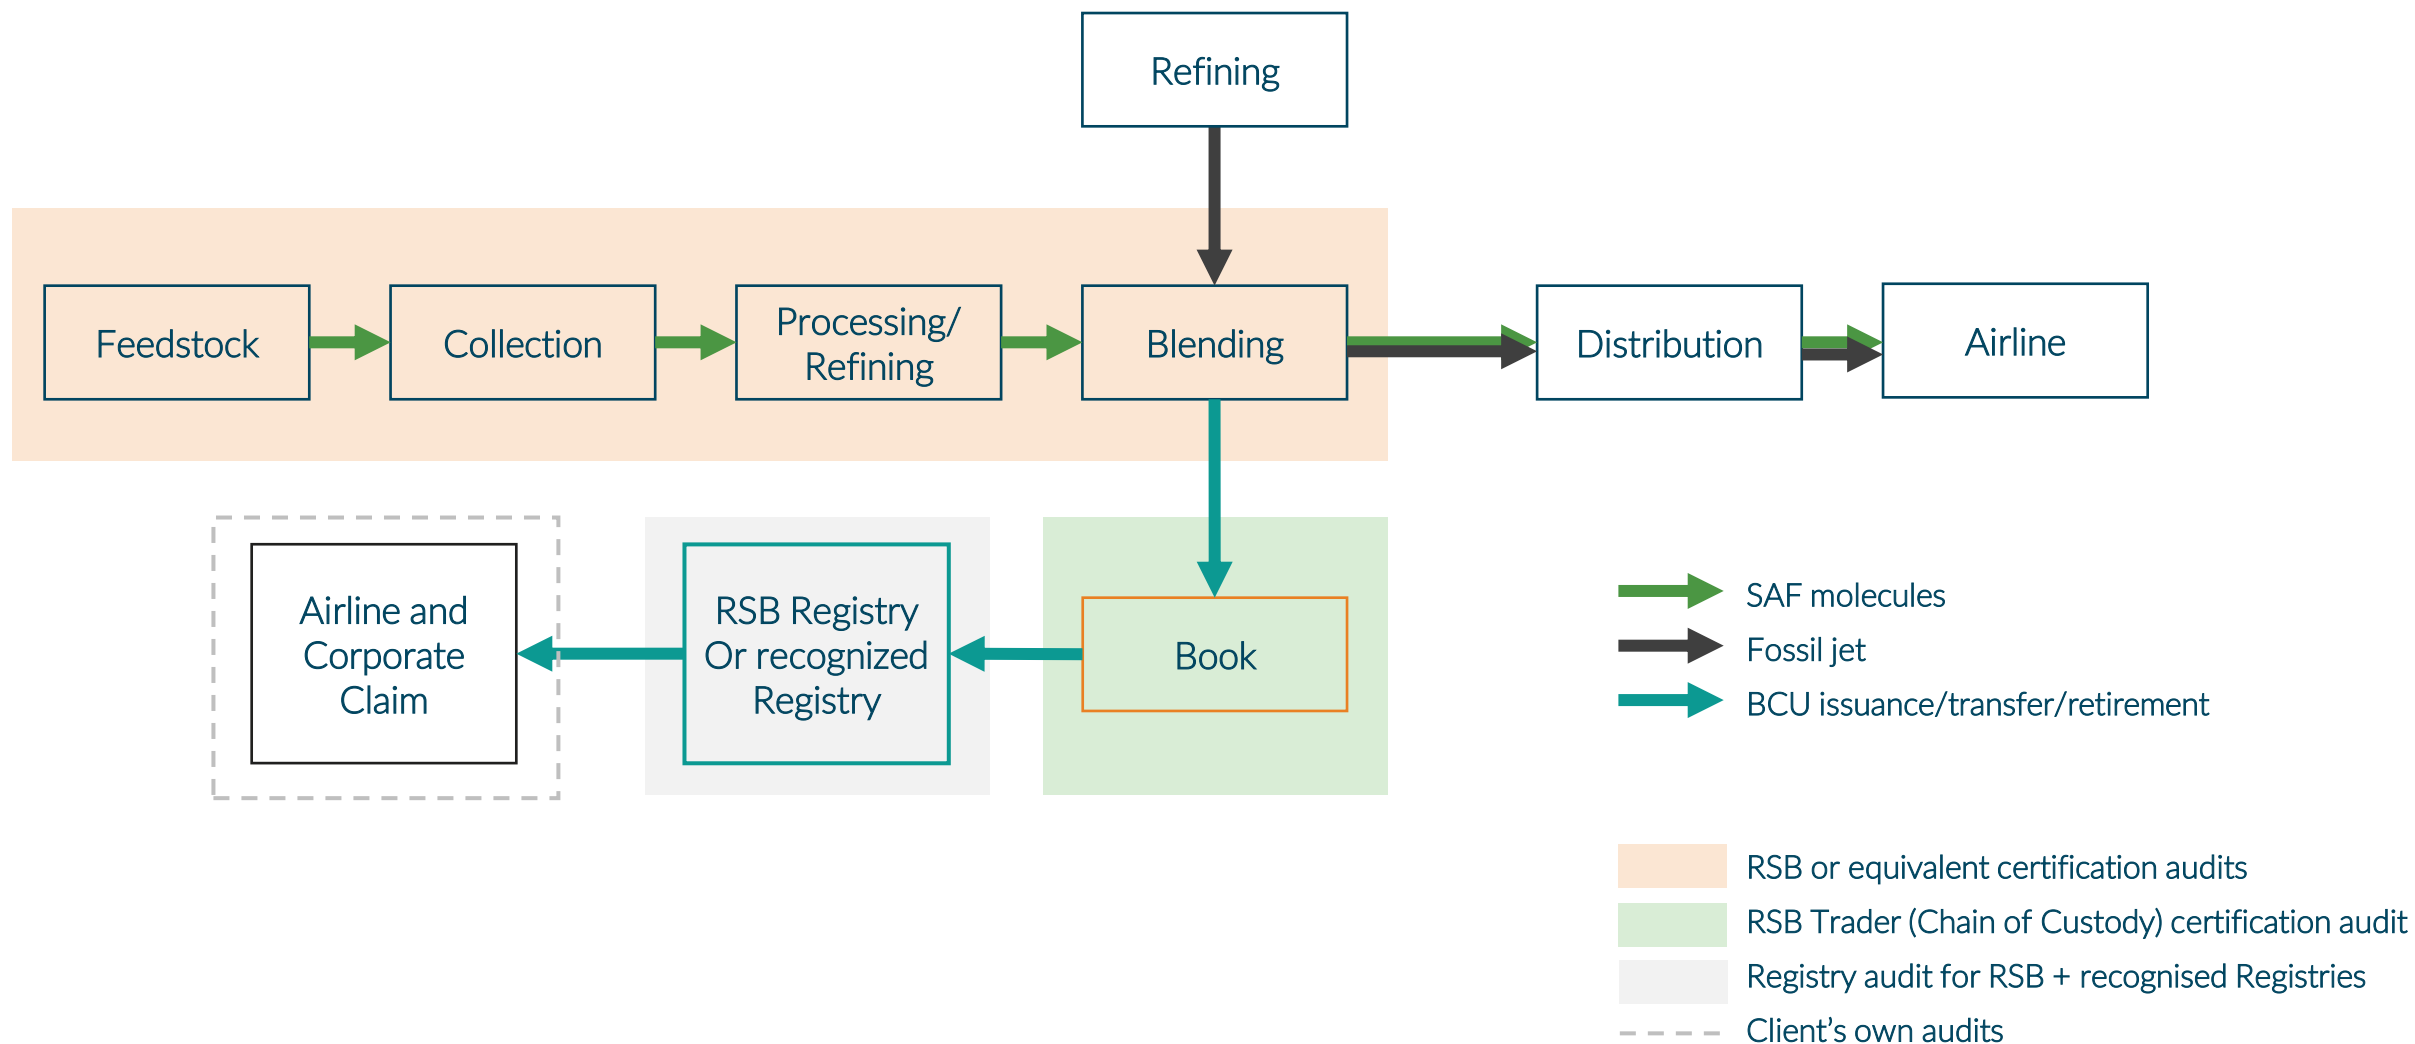 Refining
Feedstock
Collection
Processing/
Refining
Blending
Distribution
Airline
Airline and
Corporate
Claim
RSB Registry
Or recognized
Registry
Book
SAF molecules
Fossil jet
BCU issuance/transfer/retirement
RSB or equivalent certification audits
RSB Trader (Chain of Custody) certification audit
Registry audit for RSB + recognised Registries
Client’s own audits